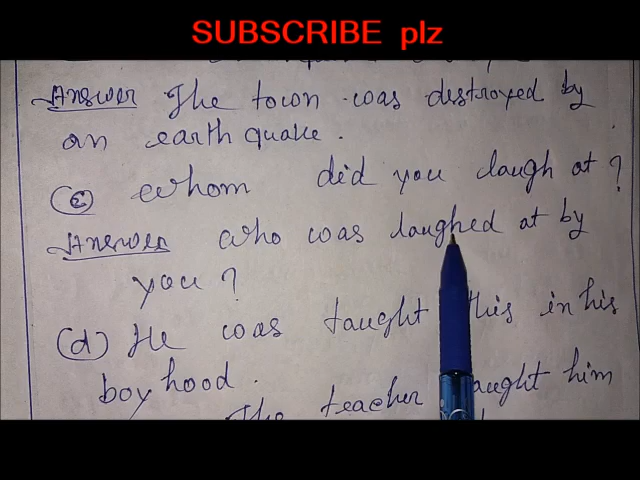 SUBSCRIBE plz
Answer The town was destroyed by
an earth quake.
(c) Whom did you laugh at ?
Answer who was laughed at by
you ?
(d) He was taught this in his
boy hood.
The teacher taught him